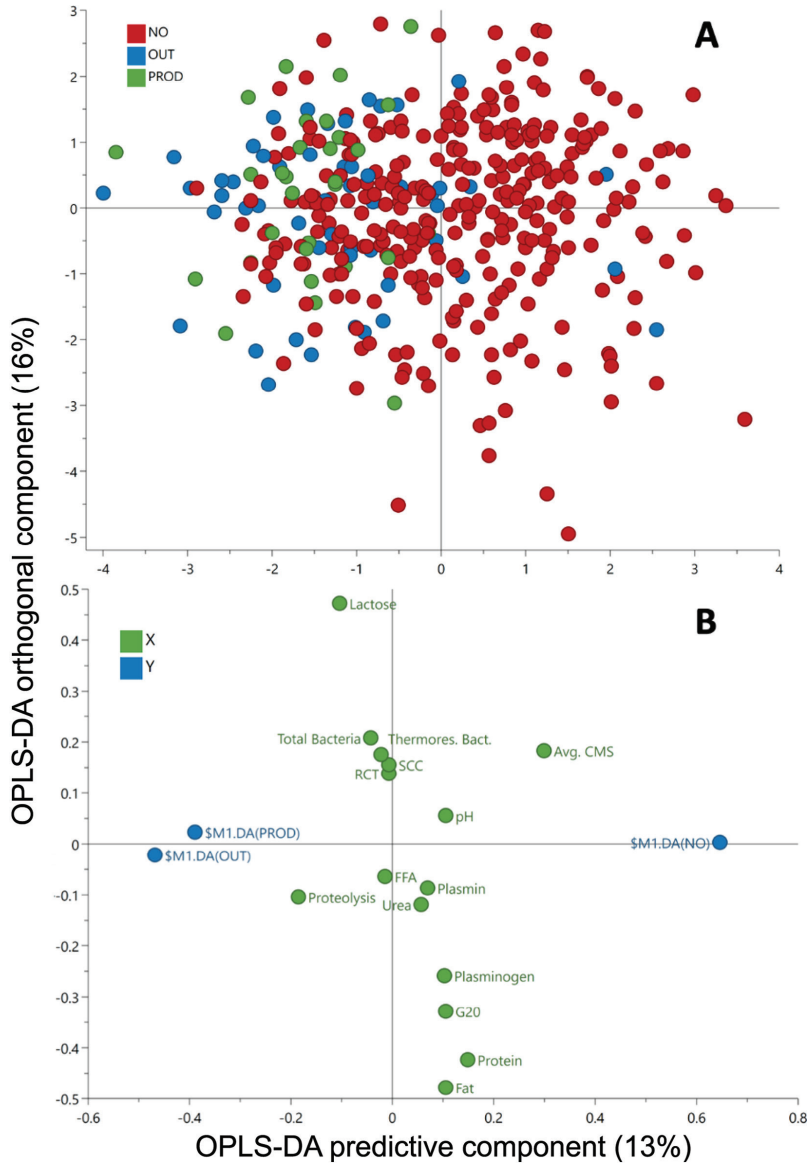 A
NO
OUT
PROD
3
2
1
0
-1
-2
-3
-4
-5
-4 -3 -2 -1 0 1 2 3 4
OPLS-DA orthogonal component (16%)
B
X
Y
0.5
0.4
0.3
0.2
0.1
0
-0.1
-0.2
-0.3
-0.4
-0.5
Lactose
Total Bacteria Thermores. Bact.
Avg. CMS
SCC
RCT
pH
$M1.DA(PROD)
$M1.DA(NO)
$M1.DA(OUT)
FFA
Proteolysis
Plasmin
Urea
Plasminogen
G20
Protein
Fat
-0.6 -0.4 -0.2 0 0.2 0.4 0.6 0.8
OPLS-DA predictive component (13%)